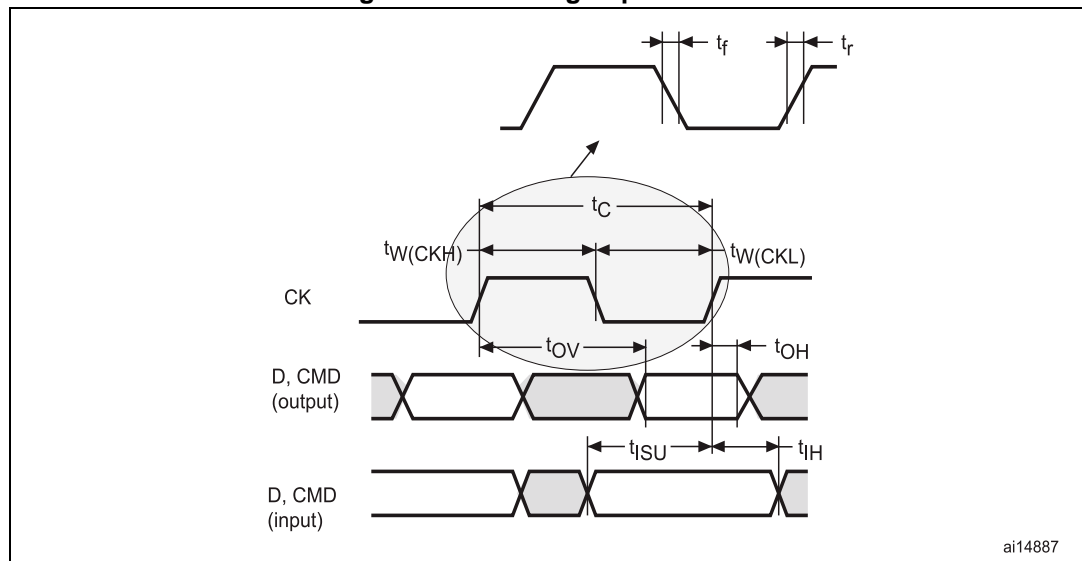 tf
tr
tC
tW(CKH)
tW(CKL)
CK
tOV
tOH
D, CMD
(output)
tISU
tIH
D, CMD
(input)
ai14887